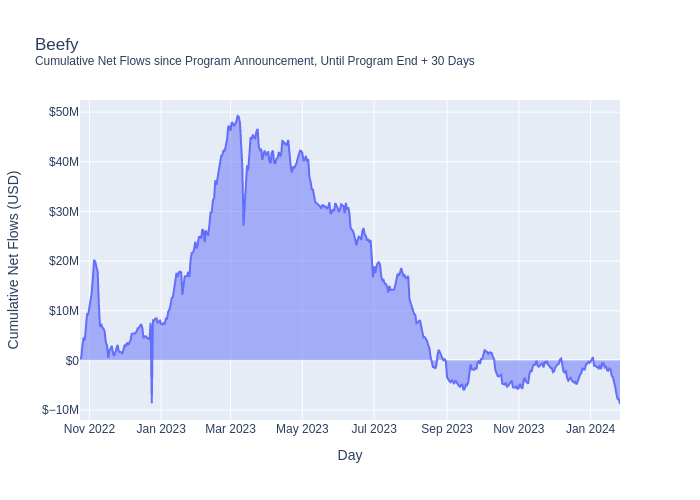 Beefy
Cumulative Net Flows since Program Announcement, Until Program End + 30 Days
Cumulative Net Flows (USD)
$50M
$40M
$30M
$20M
$10M
$0
$−10M
Nov 2022 Jan 2023 Mar 2023 May 2023 Jul 2023 Sep 2023 Nov 2023 Jan 2024
Day